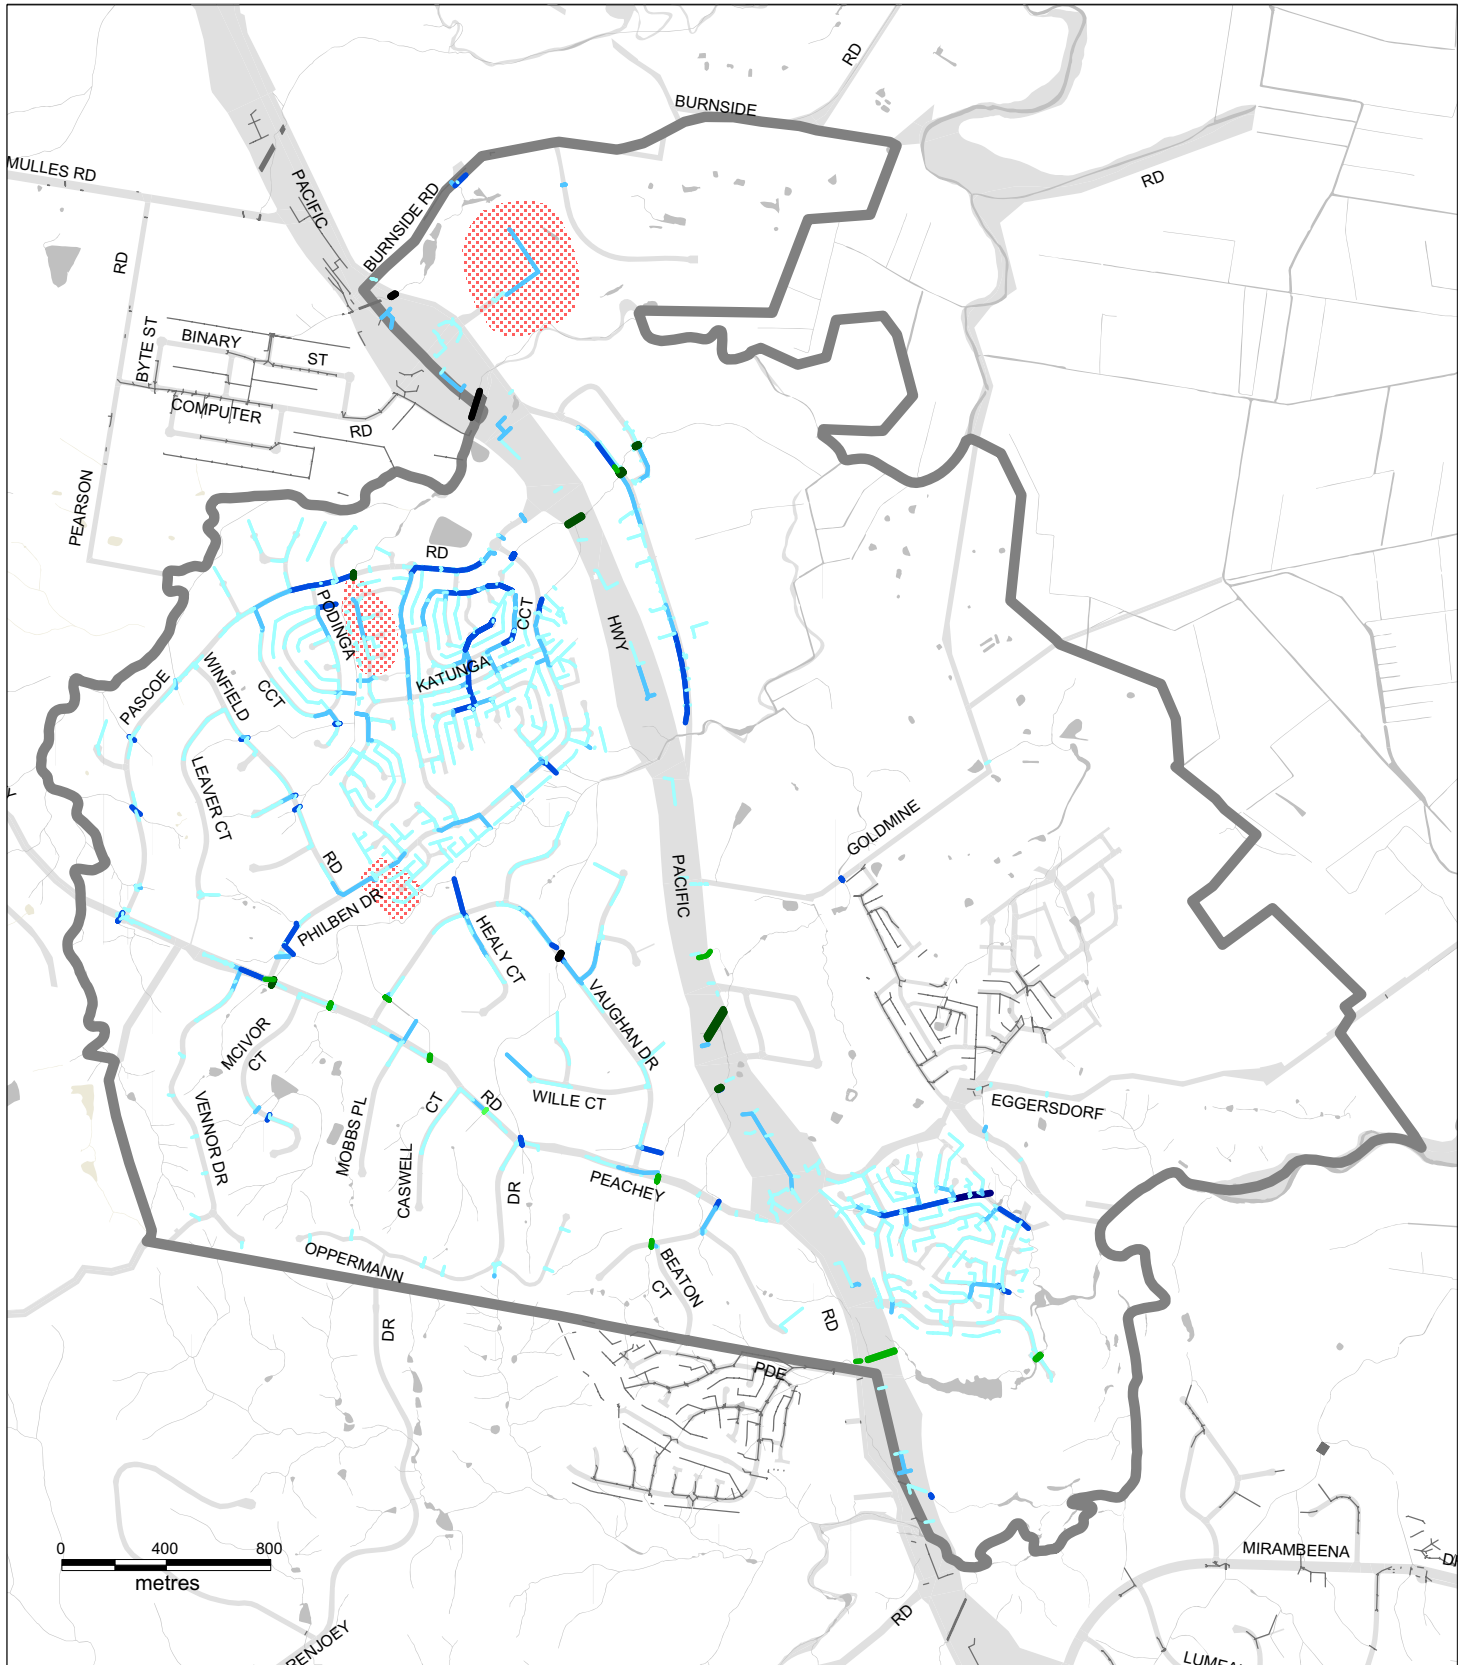 RD
BURNSIDE
MULLES RD
RD
PACIFIC
BURNSIDE RD
RD
BYTE ST
BINARY
ST
COMPUTER
RD
PEARSON
RD
PODINGA
CCT
HWY
KATUNGA
WINFIELD
CCT
PASCOE
LEAVER CT
GOLDMINE
RD
PACIFIC
PHILBEN DR
HEALY CT
VAUGHAN DR
MCIVOR
CT
VENNOR DR
MOBBS PL
CT
RD
WILLE CT
EGGERSDORF
CASWELL
DR
PEACHEY
OPPERMANN
BEATON
CT
DR
RD
PDE
0 400 800
metres
MIRAMBEENA
RD